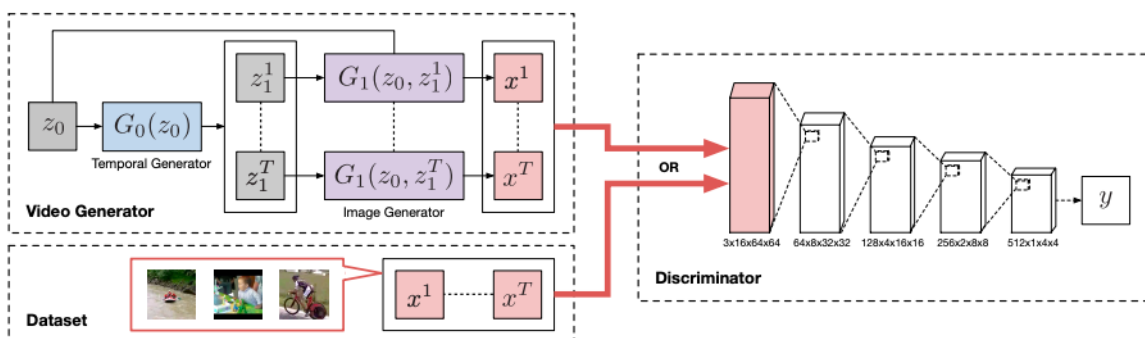 z_0
G_0(z_0)
Temporal Generator
z_1^1
z_1^T
G_1(z_0, z_1^1)
G_1(z_0, z_1^T)
Image Generator
x^1
x^T
Video Generator
OR
3x16x64x64
64x8x32x32
128x4x16x16
256x2x8x8
512x1x4x4
y
Discriminator
x^1
x^T
Dataset